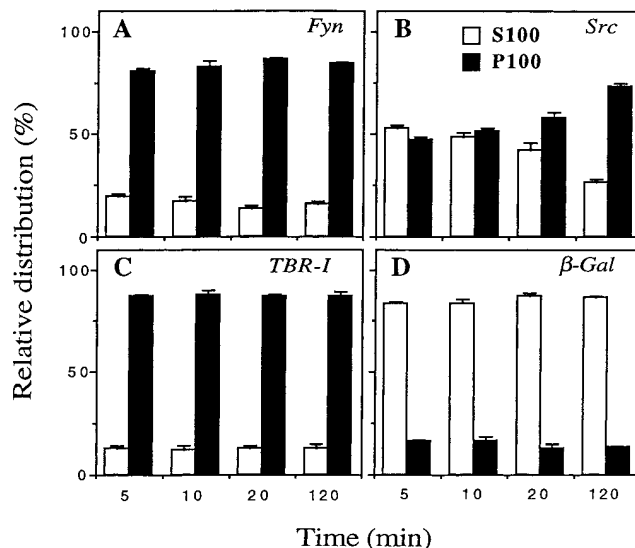 Relative distribution (%)
100
50
0
A
Fyn
B
Src
S100
P100
100
50
0
C
TBR-I
D
β-Gal
5 10 20 120
5 10 20 120
Time (min)